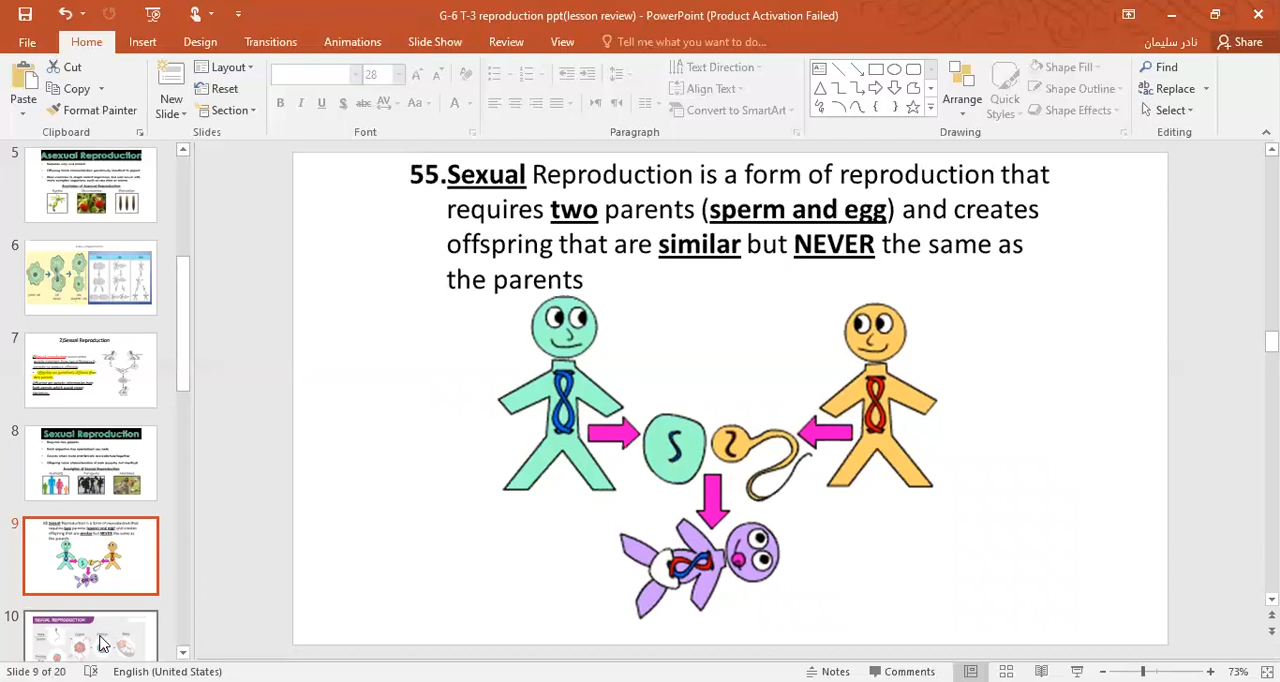 G-6 T-3 reproduction ppt(lesson review) - PowerPoint (Product Activation Failed)
File Home Insert Design Transitions Animations Slide Show Review View Tell me what you want to do... نادر سليمان Share
Paste Cut Copy Format Painter
Clipboard
New Slide Layout Reset Section
Slides
28
B I U S abc AV Aa A
Font
Text Direction Align Text Convert to SmartArt
Paragraph
Arrange Quick Styles Shape Fill Shape Outline Shape Effects
Drawing
Find Replace Select
Editing
5
Asexual Reproduction
6
7
2)Sexual Reproduction
8
Sexual Reproduction
9
10
SEXUAL REPRODUCTION
55.Sexual Reproduction is a form of reproduction that
requires two parents (sperm and egg) and creates
offspring that are similar but NEVER the same as
the parents
Slide 9 of 20 English (United States) Notes Comments 73%